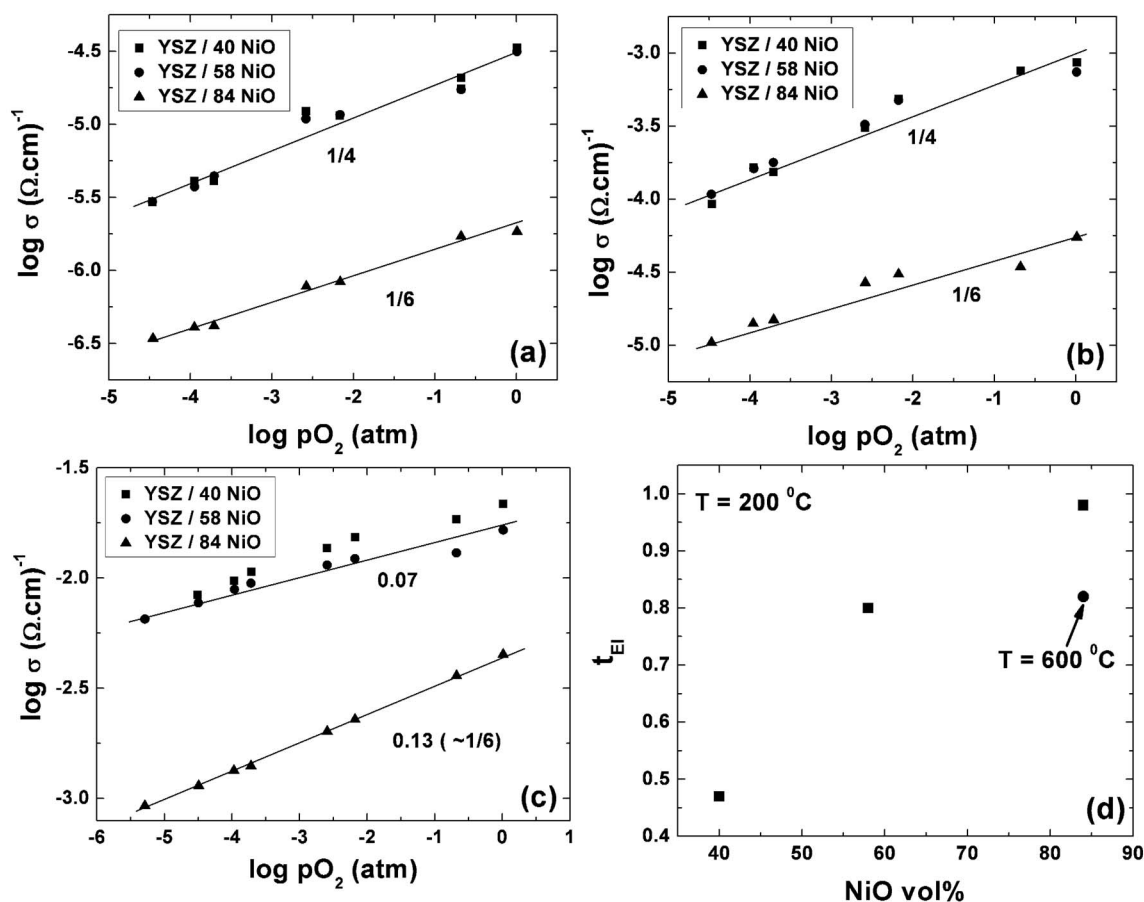 YSZ / 40 NiO
YSZ / 58 NiO
YSZ / 84 NiO
-4.5
-5.0
-5.5
-6.0
-6.5
1/4
1/6
(a)
-5 -4 -3 -2 -1 0
log σ (Ω.cm)⁻¹
log pO₂ (atm)
YSZ / 40 NiO
YSZ / 58 NiO
YSZ / 84 NiO
-3.0
-3.5
-4.0
-4.5
-5.0
1/4
1/6
(b)
-5 -4 -3 -2 -1 0
log σ (Ω.cm)⁻¹
log pO₂ (atm)
YSZ / 40 NiO
YSZ / 58 NiO
YSZ / 84 NiO
-1.5
-2.0
-2.5
-3.0
0.07
0.13 ( ~1/6)
(c)
-6 -5 -4 -3 -2 -1 0 1
log σ (Ω.cm)⁻¹
log pO₂ (atm)
T = 200 ⁰C
1.0
0.9
0.8
0.7
0.6
0.5
0.4
T = 600 ⁰C
(d)
40 50 60 70 80 90
t_El
NiO vol%